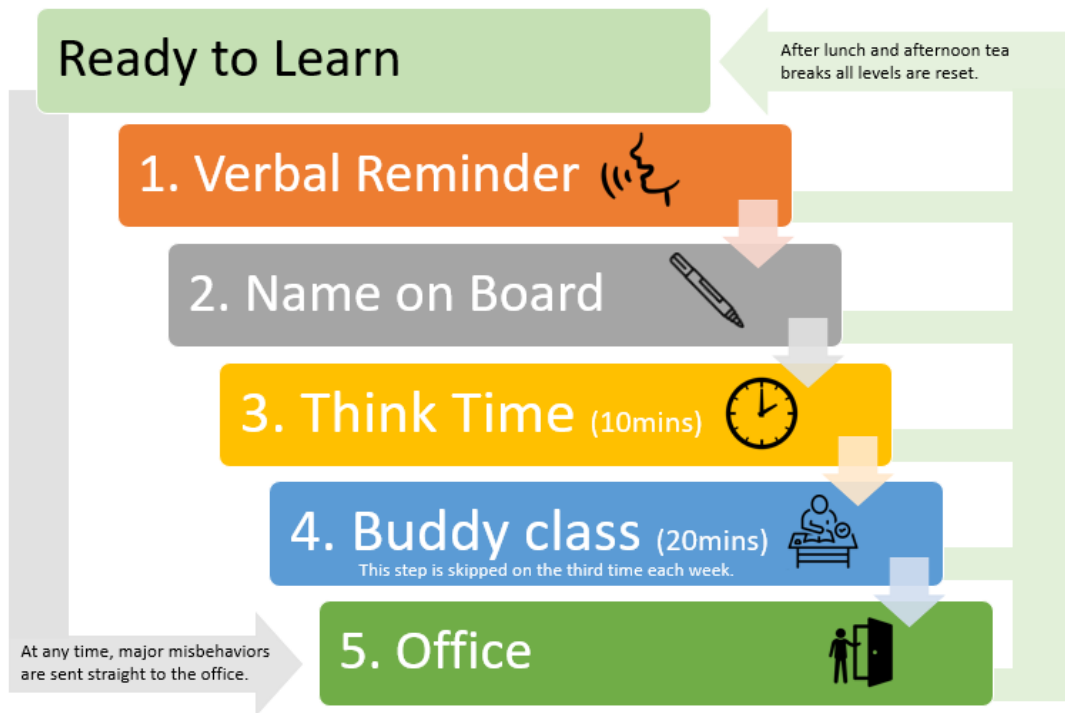 Ready to Learn
After lunch and afternoon tea
breaks all levels are reset.
1. Verbal Reminder
2. Name on Board
3. Think Time (10mins)
4. Buddy class (20mins)
This step is skipped on the third time each week.
At any time, major misbehaviors
are sent straight to the office.
5. Office